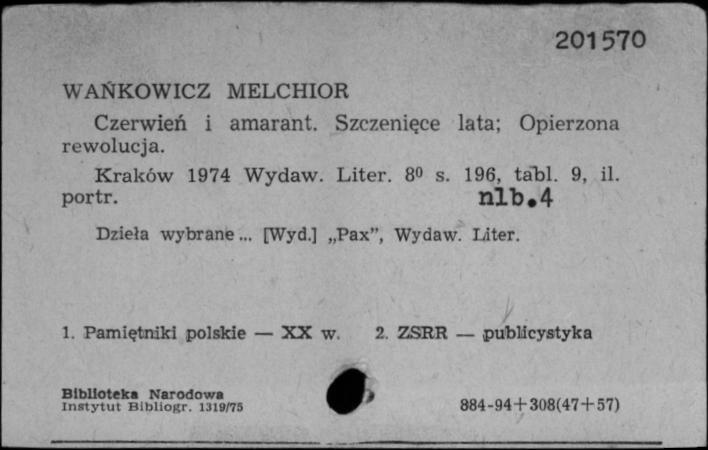 201570
WAŃKOWICZ MELCHIOR
Czerwień i amarant. Szczenięce lata; Opierzona
rewolucja.
Kraków 1974 Wydaw. Liter. 8⁰ s. 196, tabl. 9, il.
portr. nlb.4
Dzieła wybrane ... [Wyd.] „Pax”, Wydaw. Liter.
1. Pamiętniki polskie — XX w. 2. ZSRR — publicystyka
Biblioteka Narodowa
Instytut Bibliogr. 1319/75 884-94+308(47+57)